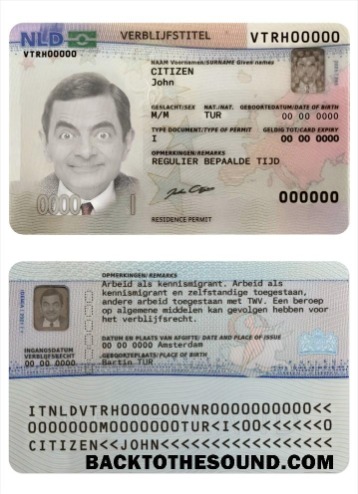 NLD VERBLIJFSTITEL VTRH00000
VTRH00000
NAAM Voornamen/SURNAME Given names
CITIZEN
John
GESLACHT/SEX NAT./NAT. GEBOORTEDATUM/DATE OF BIRTH
M/M TUR 00 00 0000
TYPE DOCUMENT/TYPE OF PERMIT GELDIG TOT/CARD EXPIRY
I 00 00 0000
OPMERKINGEN/REMARKS
REGULIER BEPAALDE TIJD
0000 I
000000
RESIDENCE PERMIT
OPMERKINGEN/REMARKS
Arbeid als kennismigrant. Arbeid als
kennismigrant en zelfstandige toegestaan,
andere arbeid toegestaan met TWV. Een beroep
op algemene middelen kan gevolgen hebben voor
het verblijfsrecht.
DATUM EN PLAATS VAN AFGIFTE/ DATE AND PLACE OF ISSUE
00 00 0000 Amsterdam
INGANGSDATUM
VERBLIJFSRECHT
00 00 0000
GEBOORTEPLAATS/ PLACE OF BIRTH
Bartin TUR
ITNLDVTRH000000VNR0000000000<<
0000000M0000000TUR<I<00<<<<<<0
CITIZEN<<JOHN<<<<<<<<<<<<<<<<<
BACKTOTHESOUND.COM